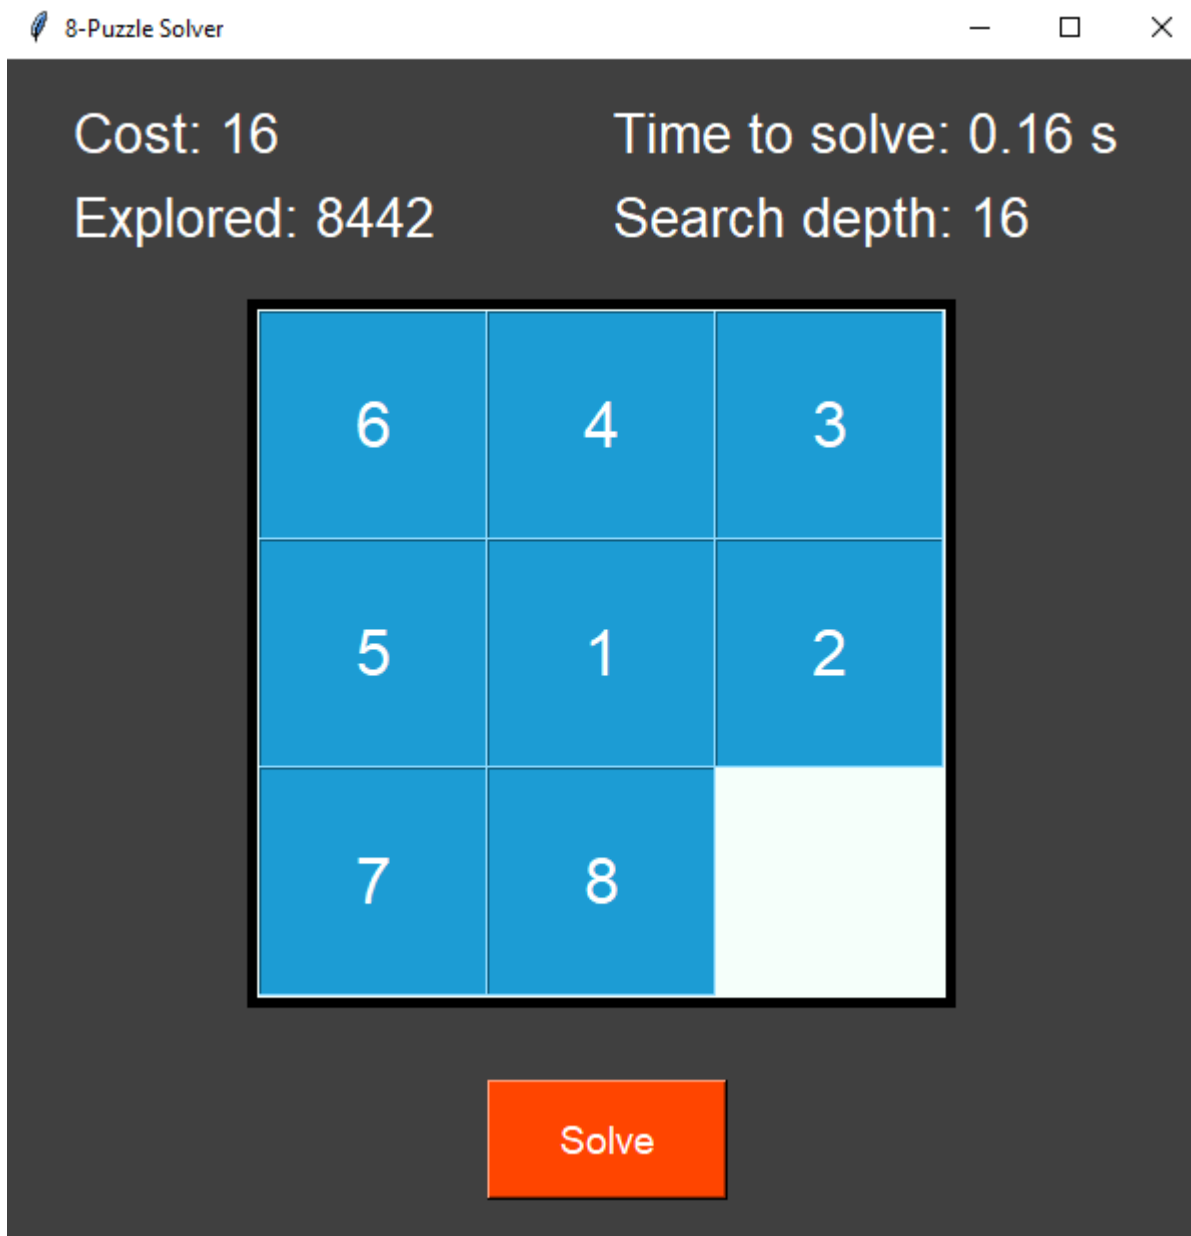 8-Puzzle Solver
Cost: 16 Time to solve: 0.16 s
Explored: 8442 Search depth: 16
6 4 3
5 1 2
7 8
Solve